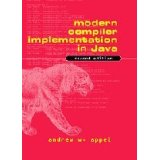 modern
compiler
implementation
in Java
second edition
andrew w. appel